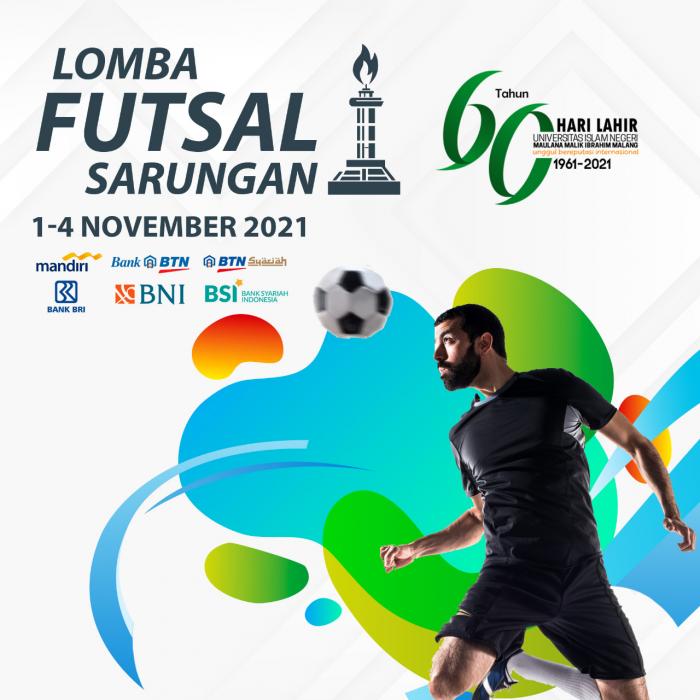 LOMBA
FUTSAL
SARUNGAN
1-4 NOVEMBER 2021
mandiri
Bank BTN
BTN Syariah
BANK BRI
BNI
BSI BANK SYARIAH
INDONESIA
60
Tahun
HARI LAHIR
UNIVERSITAS ISLAM NEGERI
MAULANA MALIK IBRAHIM MALANG
unggul bereputasi internasional
1961-2021